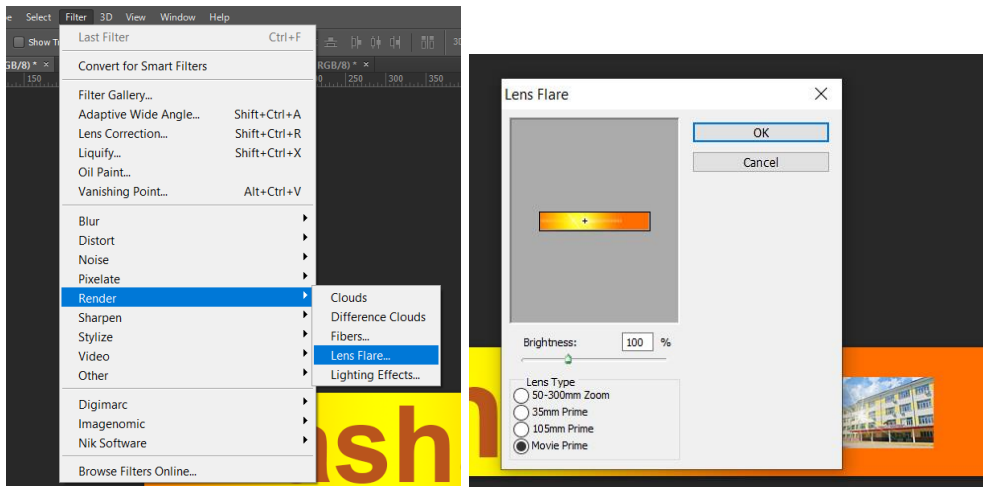 Select Filter 3D View Window Help
Show
Last Filter Ctrl+F
GB/8) * × RGB/8) * ×
Convert for Smart Filters
150 250 300 350
Filter Gallery...
Adaptive Wide Angle... Shift+Ctrl+A
Lens Correction... Shift+Ctrl+R
Liquify... Shift+Ctrl+X
Oil Paint...
Vanishing Point... Alt+Ctrl+V
Blur
Distort
Noise
Pixelate
Render
Sharpen
Stylize
Video
Other
Clouds
Difference Clouds
Fibers...
Lens Flare...
Lighting Effects...
Digimarc
Imagenomic
Nik Software
Browse Filters Online...
ash
Lens Flare
OK
Cancel
Brightness: 100 %
Lens Type
50-300mm Zoom
35mm Prime
105mm Prime
Movie Prime